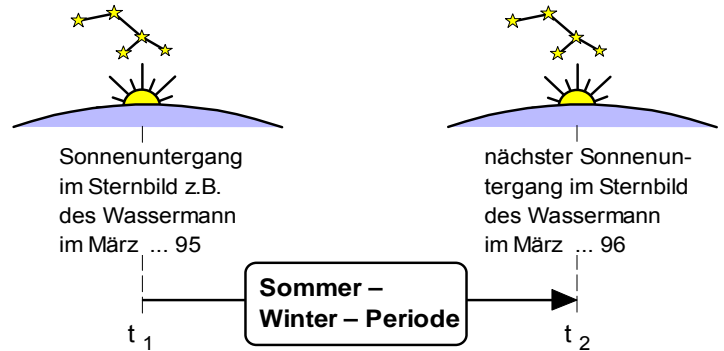 Sonnenuntergang
im Sternbild z.B.
des Wassermann
im März ... 95
nächster Sonnenun-
tergang im Sternbild
des Wassermann
im März ... 96
Sommer –
Winter – Periode
t 1
t 2